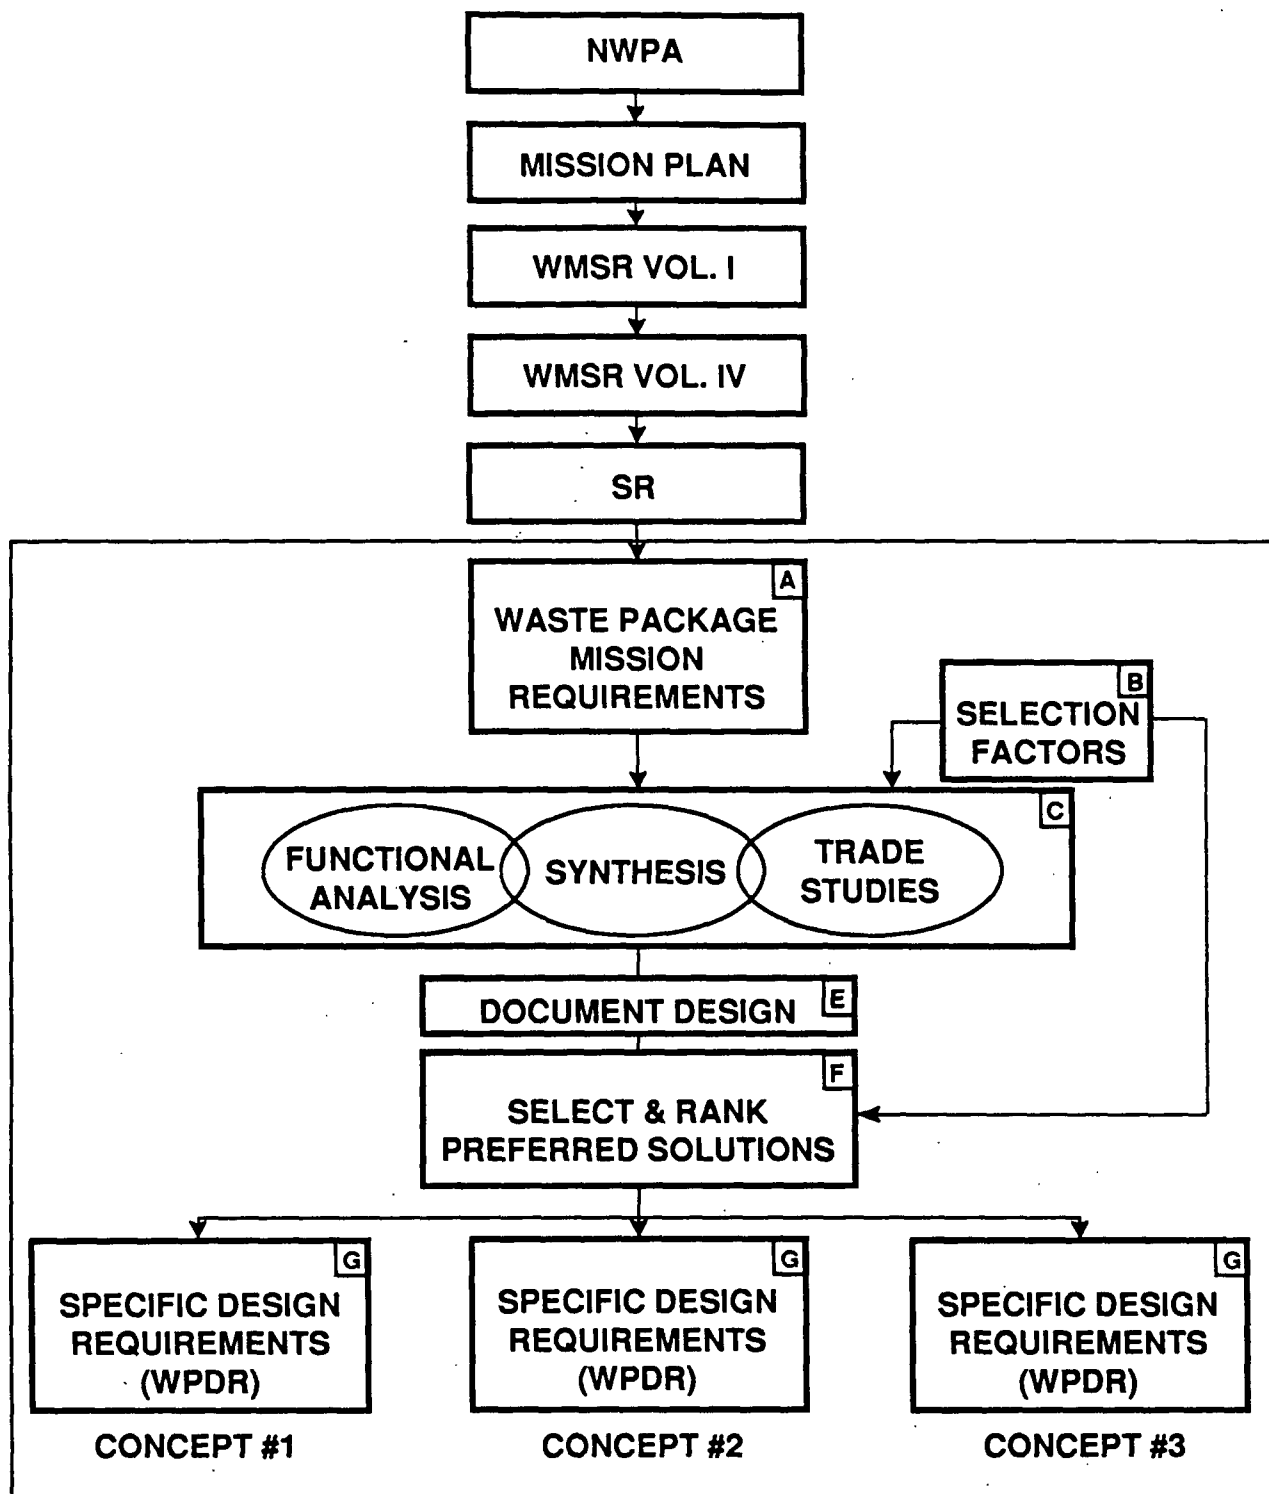 NWPA
MISSION PLAN
WMSR VOL. I
WMSR VOL. IV
SR
A
WASTE PACKAGE
MISSION
REQUIREMENTS
B
SELECTION
FACTORS
C
FUNCTIONAL
ANALYSIS
SYNTHESIS
TRADE
STUDIES
E
DOCUMENT DESIGN
F
SELECT & RANK
PREFERRED SOLUTIONS
G
SPECIFIC DESIGN
REQUIREMENTS
(WPDR)
CONCEPT #1
G
SPECIFIC DESIGN
REQUIREMENTS
(WPDR)
CONCEPT #2
G
SPECIFIC DESIGN
REQUIREMENTS
(WPDR)
CONCEPT #3